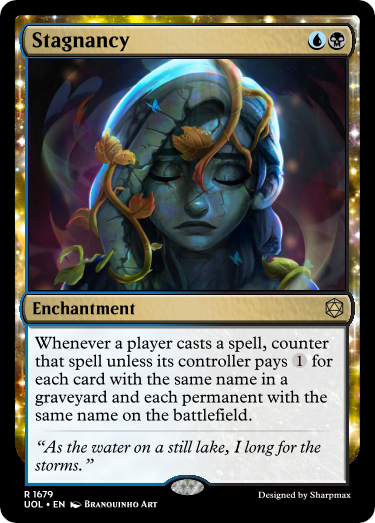 Stagnancy
Enchantment
Whenever a player casts a spell, counter
that spell unless its controller pays 1 for
each card with the same name in a
graveyard and each permanent with the
same name on the battlefield.
“As the water on a still lake, I long for the
storms.”
R 1679
UOL • EN Branquinho Art
Designed by Sharpmax